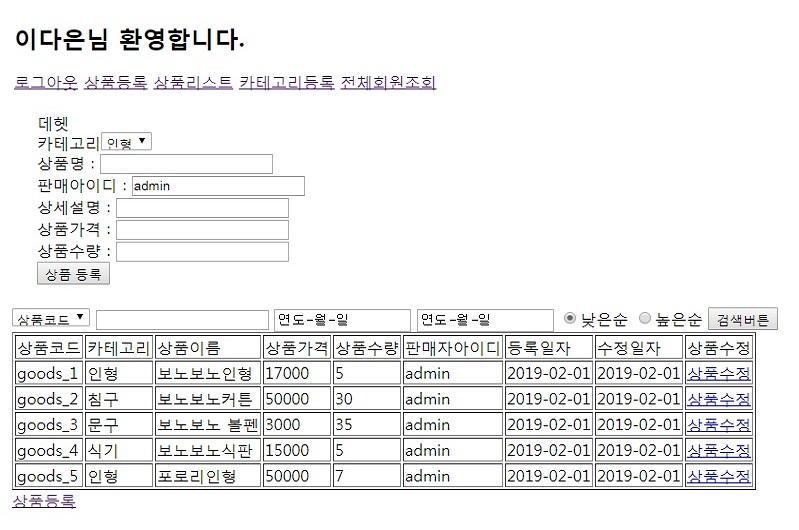 이다은님 환영합니다.
로그아웃 상품등록 상품리스트 카테고리등록 전체회원조회
데헷
카테고리 인형
상품명 :
판매아이디 : admin
상세설명 :
상품가격 :
상품수량 :
상품 등록
상품코드 연도-월-일 연도-월-일 낮은순 높은순 검색버튼
상품코드 카테고리 상품이름 상품가격 상품수량 판매자아이디 등록일자 수정일자 상품수정
goods_1 인형 보노보노인형 17000 5 admin 2019-02-01 2019-02-01 상품수정
goods_2 침구 보노보노커튼 50000 30 admin 2019-02-01 2019-02-01 상품수정
goods_3 문구 보노보노 볼펜 3000 35 admin 2019-02-01 2019-02-01 상품수정
goods_4 식기 보노보노식판 15000 5 admin 2019-02-01 2019-02-01 상품수정
goods_5 인형 포로리인형 50000 7 admin 2019-02-01 2019-02-01 상품수정
상품등록